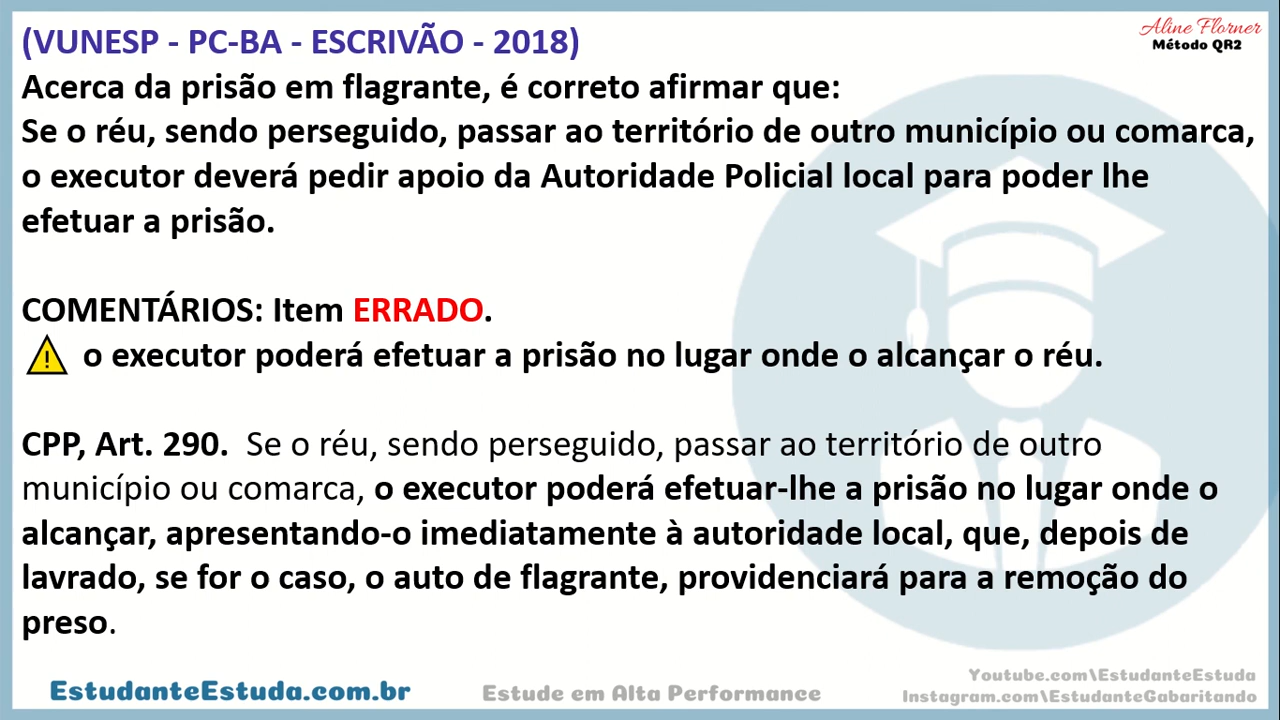 Aline Florner
Método QR2
(VUNESP - PC-BA - ESCRIVÃO - 2018)
Acerca da prisão em flagrante, é correto afirmar que:
Se o réu, sendo perseguido, passar ao território de outro município ou comarca,
o executor deverá pedir apoio da Autoridade Policial local para poder lhe
efetuar a prisão.
COMENTÁRIOS: Item ERRADO.
! o executor poderá efetuar a prisão no lugar onde o alcançar o réu.
CPP, Art. 290. Se o réu, sendo perseguido, passar ao território de outro
município ou comarca, o executor poderá efetuar-lhe a prisão no lugar onde o
alcançar, apresentando-o imediatamente à autoridade local, que, depois de
lavrado, se for o caso, o auto de flagrante, providenciará para a remoção do
preso.
EstudanteEstuda.com.br
Estude em Alta Performance
Youtube.com\EstudanteEstuda
Instagram.com\EstudanteGabaritando